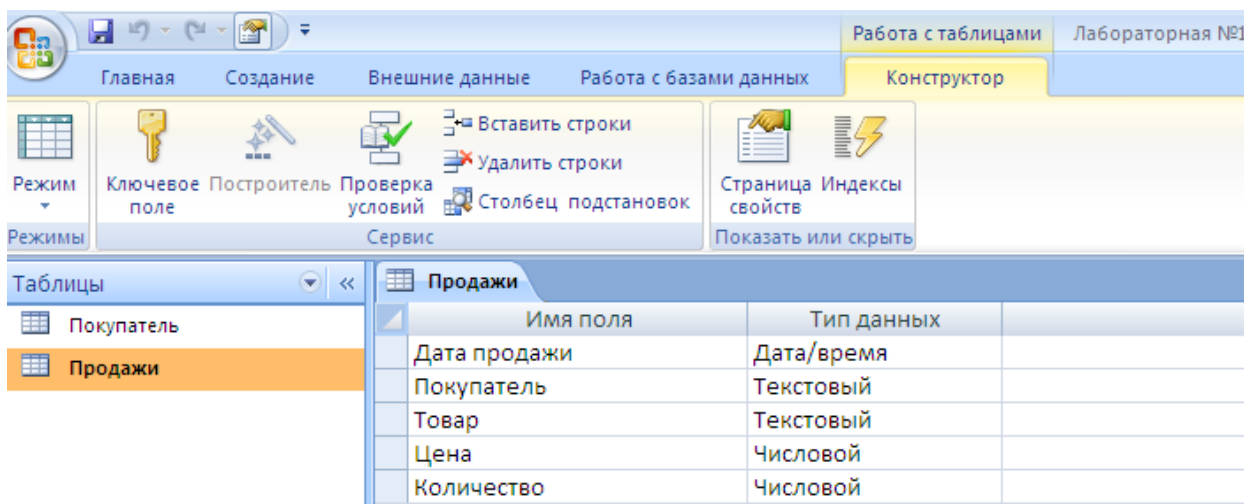 Работа с таблицами
Лабораторная №1
Главная
Создание
Внешние данные
Работа с базами данных
Конструктор
Режим
Ключевое поле
Построитель
Проверка условий
Вставить строки
Удалить строки
Столбец подстановок
Страница свойств
Индексы
Режимы
Сервис
Показать или скрыть
Таблицы
Продажи
Покупатель
Продажи
Имя поля
Тип данных
Дата продажи
Дата/время
Покупатель
Текстовый
Товар
Текстовый
Цена
Числовой
Количество
Числовой